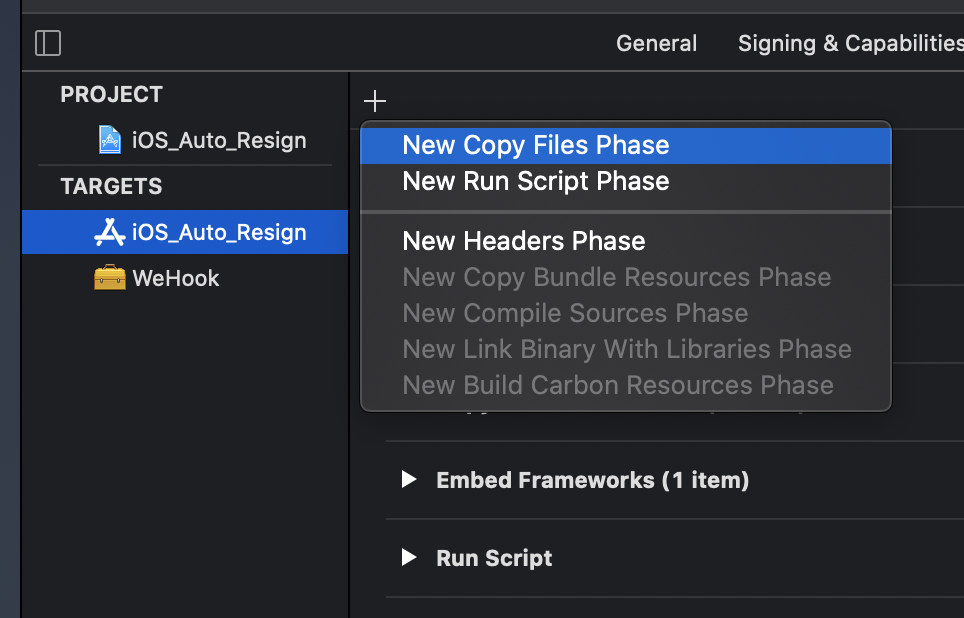 General Signing & Capabilities
PROJECT
iOS_Auto_Resign
TARGETS
iOS_Auto_Resign
WeHook
New Copy Files Phase
New Run Script Phase
New Headers Phase
New Copy Bundle Resources Phase
New Compile Sources Phase
New Link Binary With Libraries Phase
New Build Carbon Resources Phase
Embed Frameworks (1 item)
Run Script